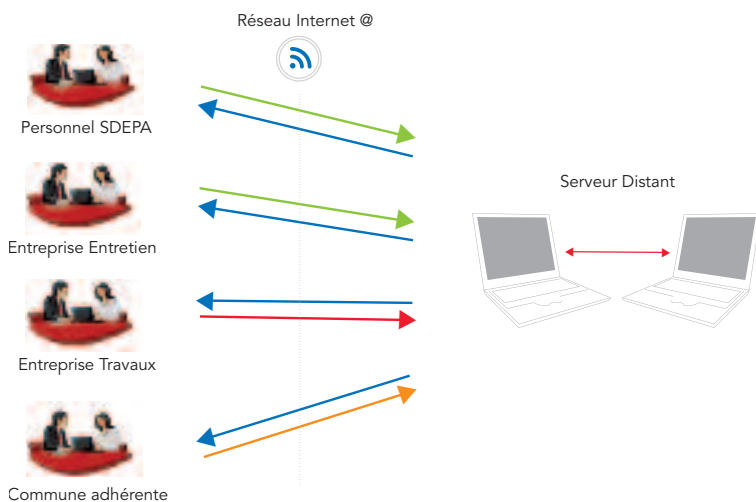 Réseau Internet @
Personnel SDEPA
Serveur Distant
Entreprise Entretien
Entreprise Travaux
Commune adhérente